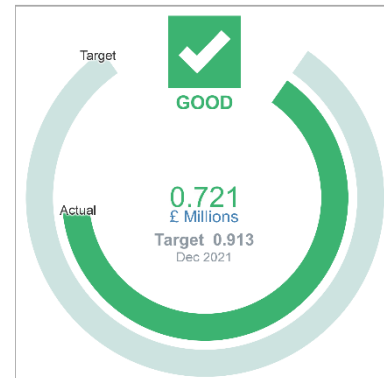 Target
GOOD
Actual
0.721
£ Millions
Target 0.913
Dec 2021